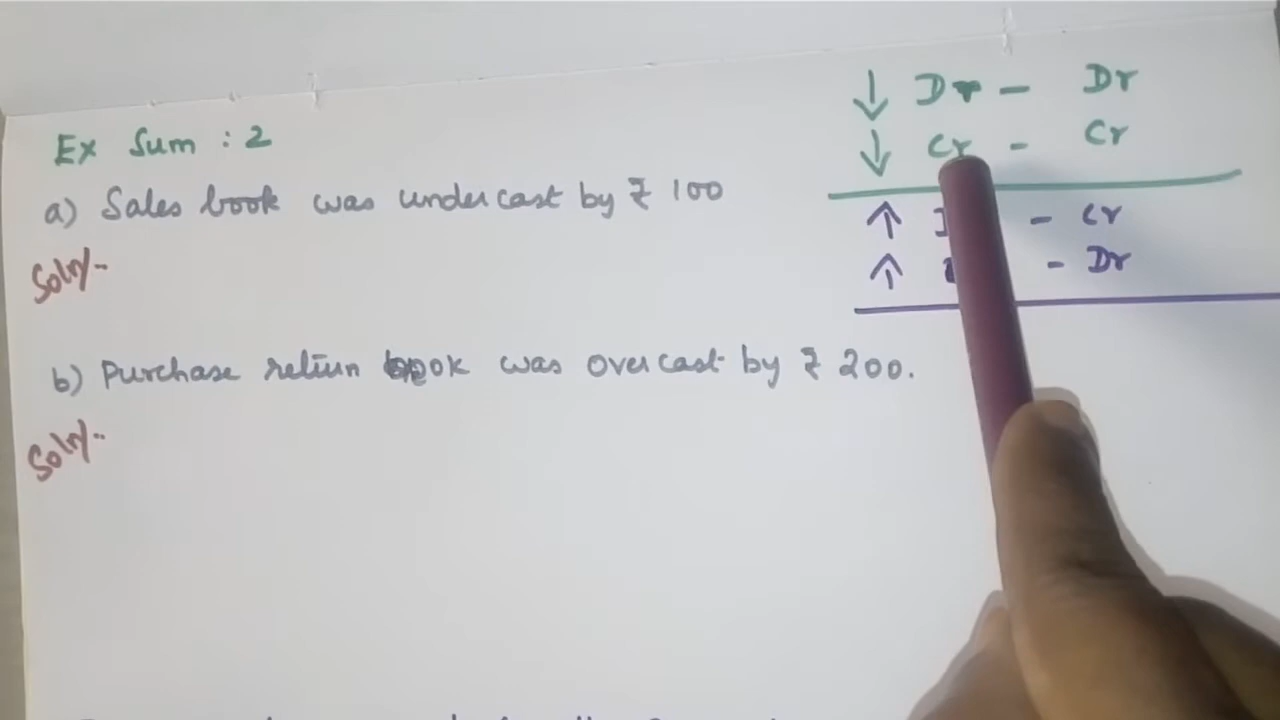 ↓ Dr - Dr
Ex Sum : 2
↓ Cr - Cr
a) Sales book was undercast by ₹ 100
↑ - Cr
Soln/-
↑ - Dr
b) Purchase return book was overcast by ₹ 200.
Soln/-